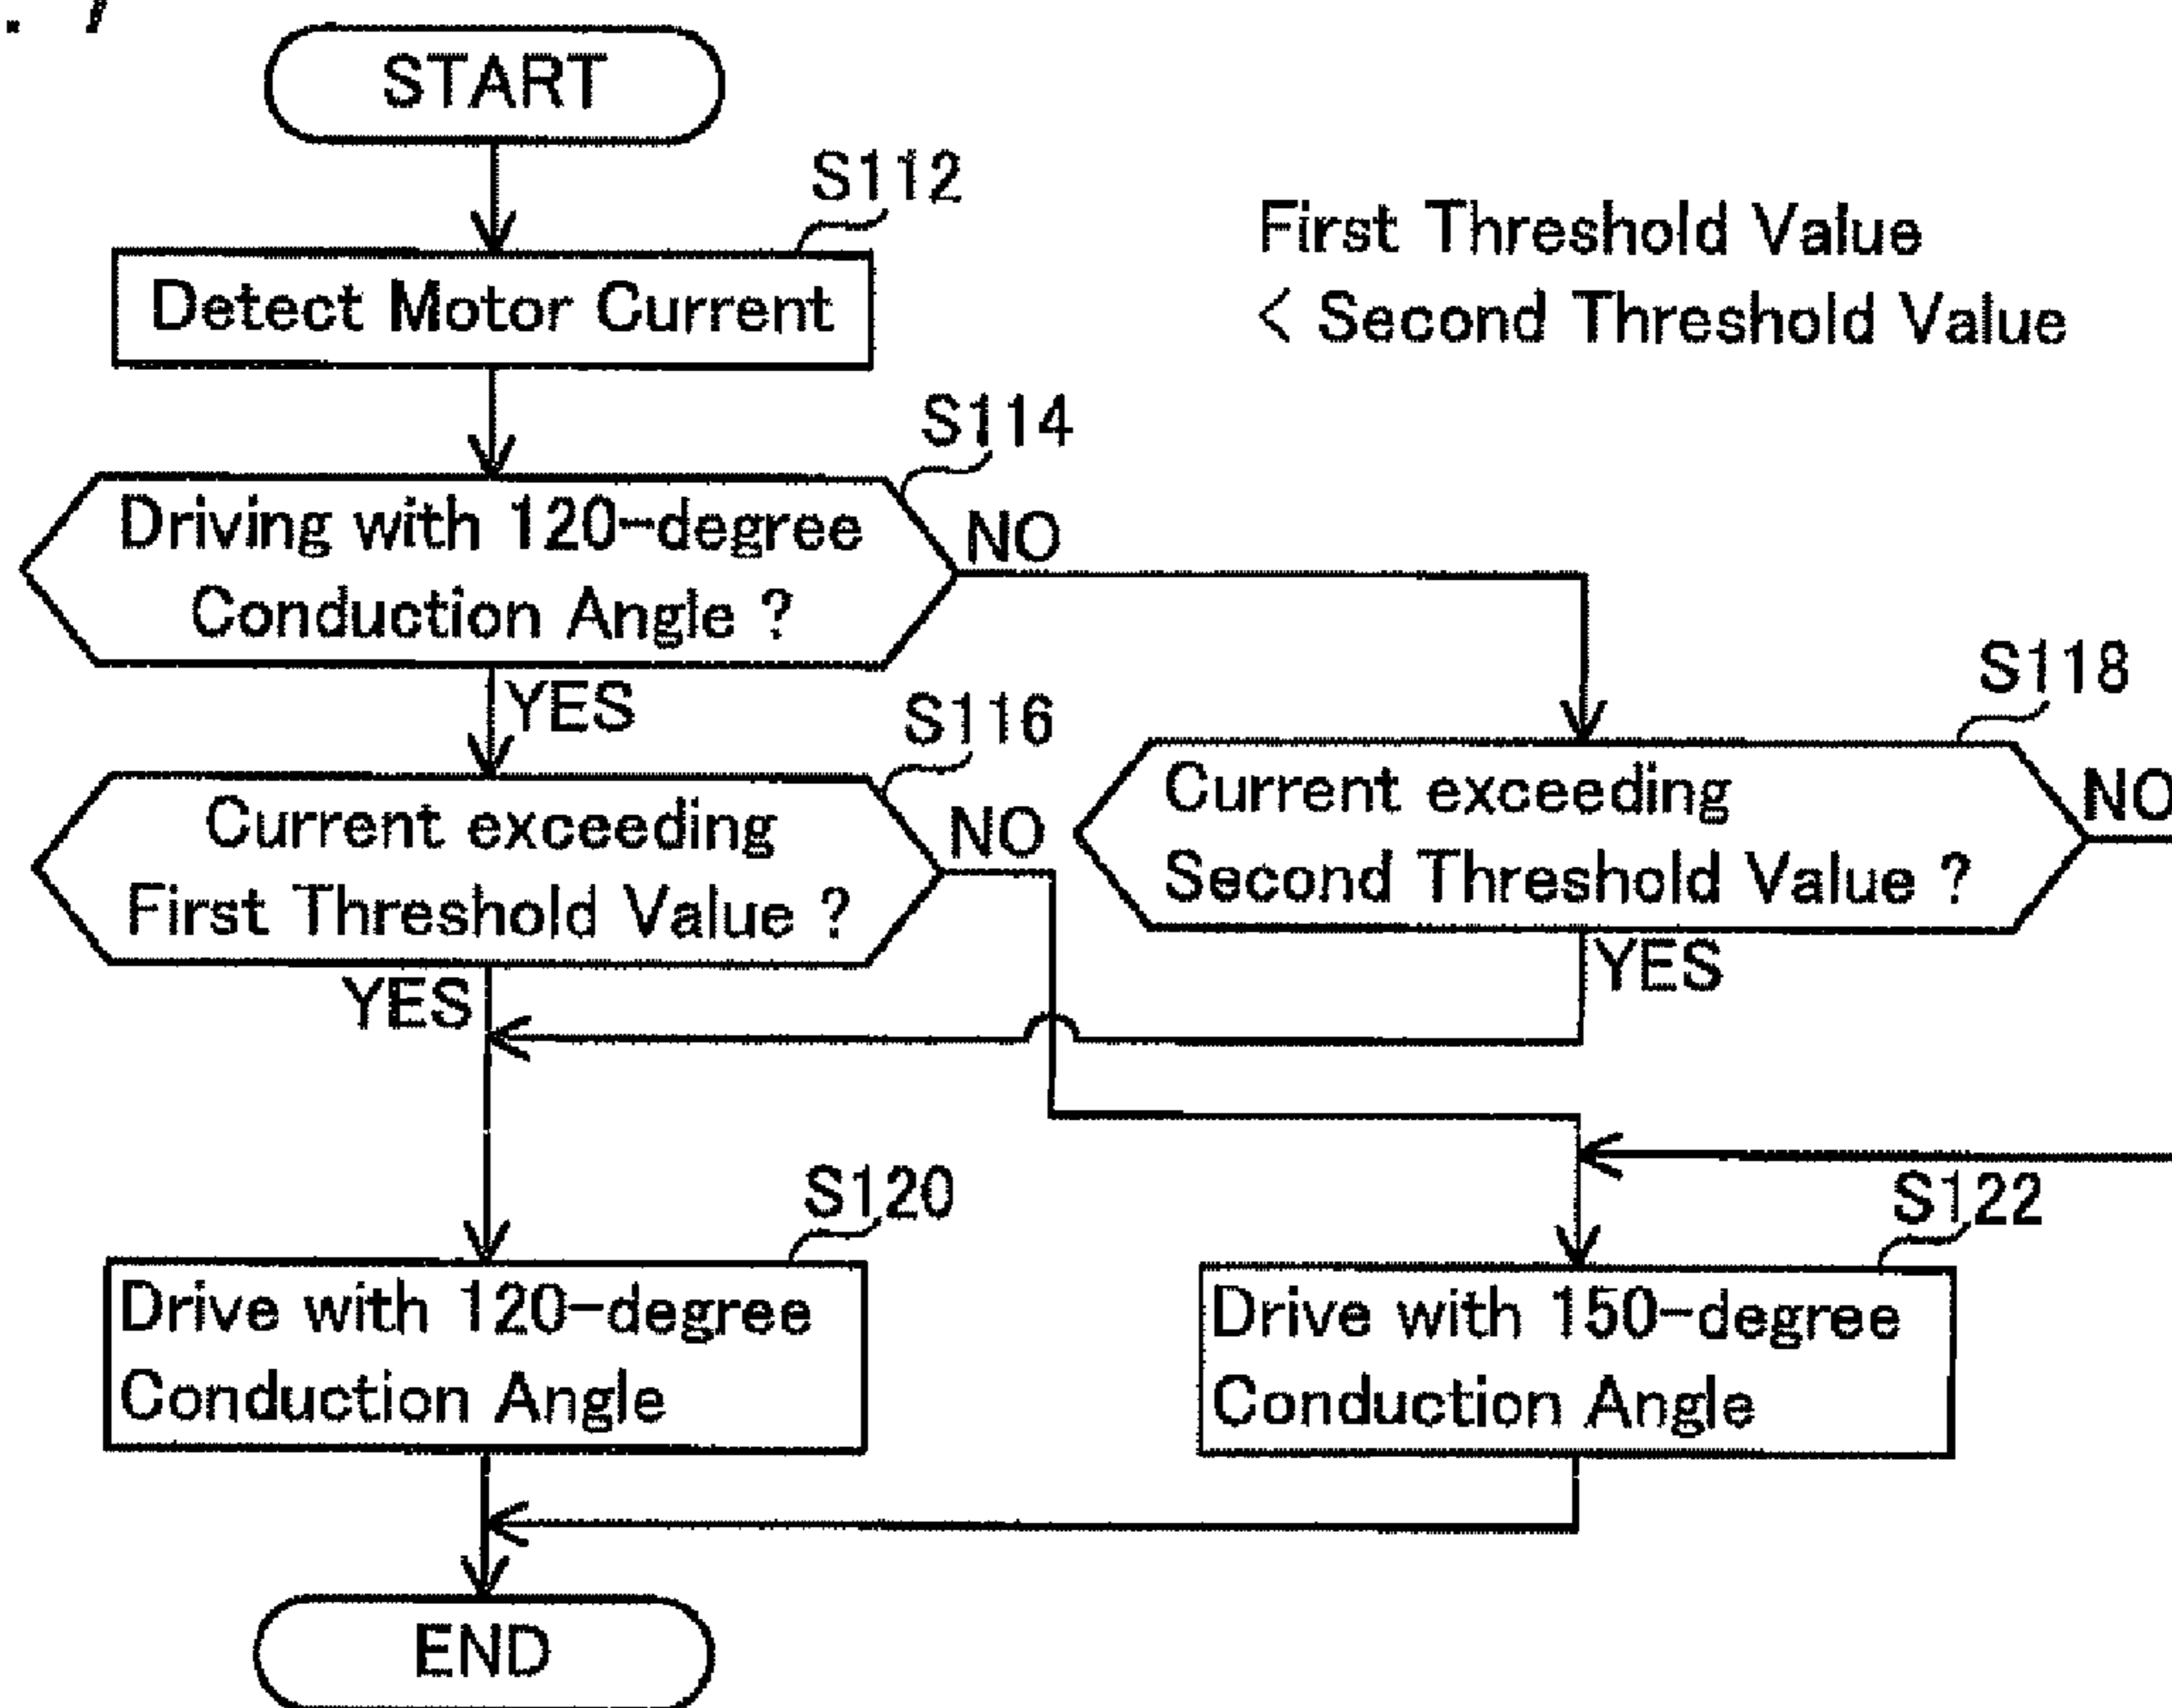 START
S112
Detect Motor Current
First Threshold Value
< Second Threshold Value
S114
Driving with 120-degree
Conduction Angle ?
NO
YES
S116
Current exceeding
First Threshold Value ?
NO
YES
S118
Current exceeding
Second Threshold Value ?
NO
YES
S120
Drive with 120-degree
Conduction Angle
S122
Drive with 150-degree
Conduction Angle
END